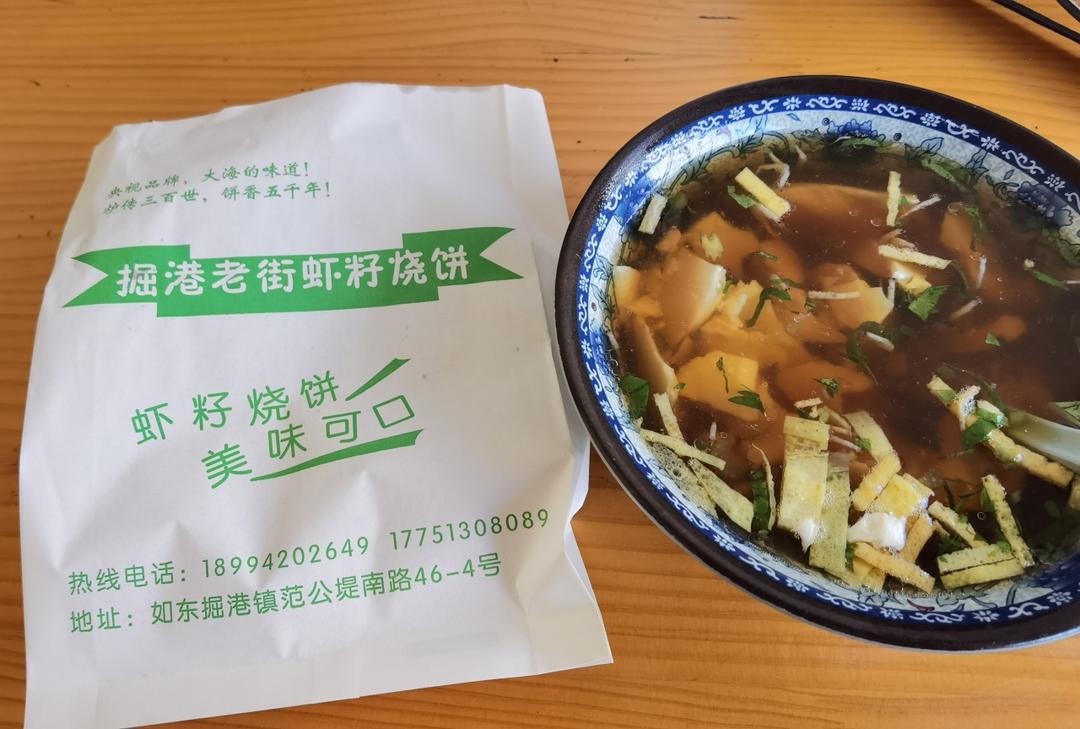 央视品牌，大海的味道！
炉传三百世，饼香五千年！
掘港老街虾籽烧饼
虾籽烧饼
美味可口
热线电话：18994202649 17751308089
地址：如东掘港镇范公堤南路46-4号